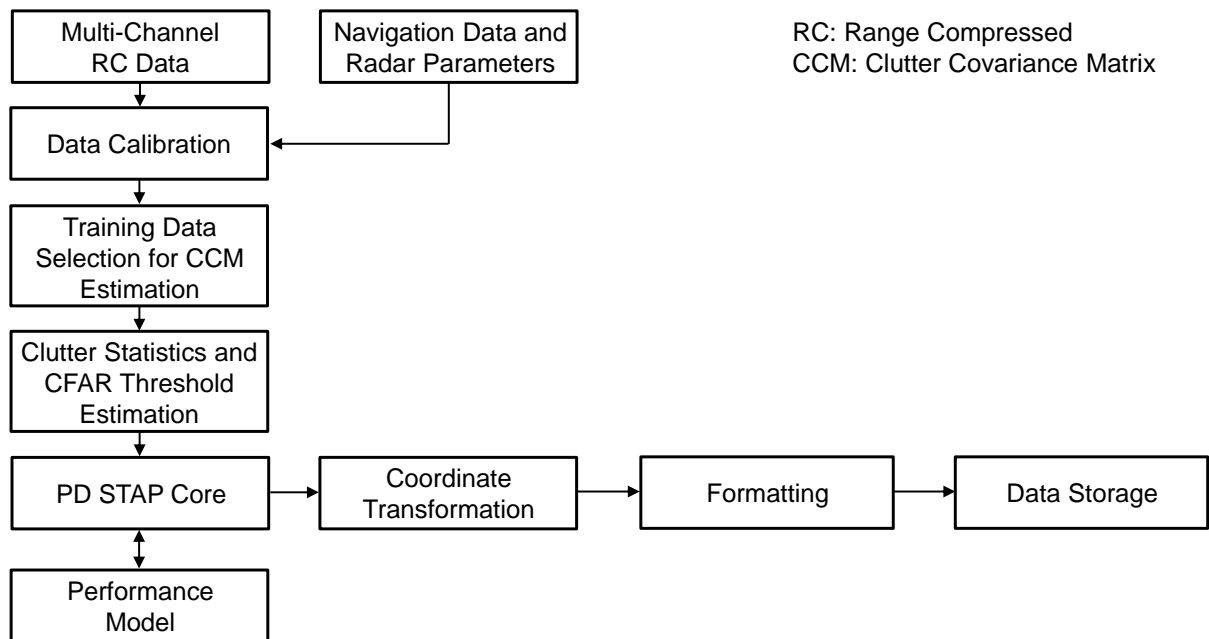 Multi-Channel
RC Data
Navigation Data and
Radar Parameters
RC: Range Compressed
CCM: Clutter Covariance Matrix
Data Calibration
Training Data
Selection for CCM
Estimation
Clutter Statistics and
CFAR Threshold
Estimation
PD STAP Core
Coordinate
Transformation
Formatting
Data Storage
Performance
Model